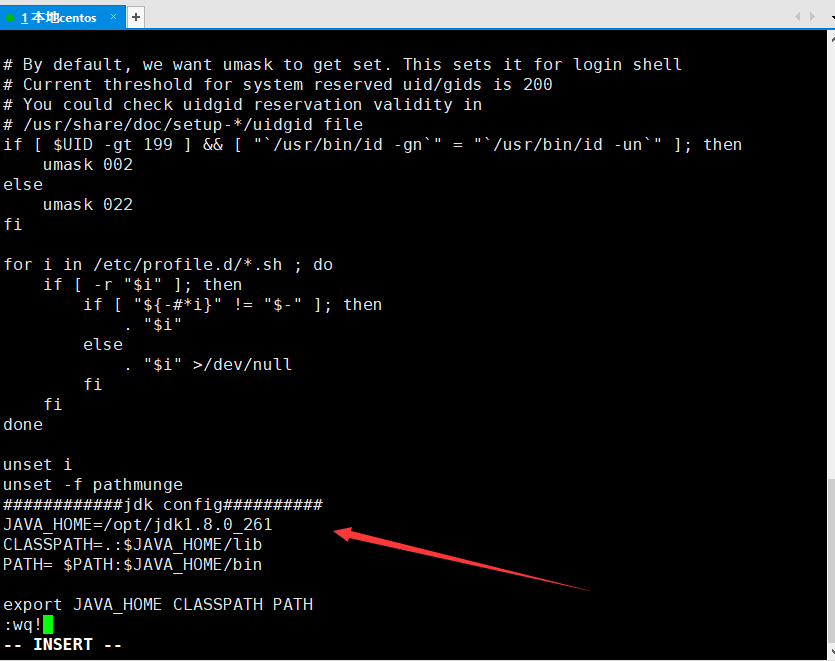 1 本地centos × +
# By default, we want umask to get set. This sets it for login shell
# Current threshold for system reserved uid/gids is 200
# You could check uidgid reservation validity in
# /usr/share/doc/setup-*/uidgid file
if [ $UID -gt 199 ] && [ "`/usr/bin/id -gn`" = "`/usr/bin/id -un`" ]; then
    umask 002
else
    umask 022
fi

for i in /etc/profile.d/*.sh ; do
    if [ -r "$i" ]; then
        if [ "${-#*i}" != "$-" ]; then
            . "$i"
        else
            . "$i" >/dev/null
        fi
    fi
done

unset i
unset -f pathmunge
############jdk config##########
JAVA_HOME=/opt/jdk1.8.0_261
CLASSPATH=.:$JAVA_HOME/lib
PATH= $PATH:$JAVA_HOME/bin

export JAVA_HOME CLASSPATH PATH
:wq!
-- INSERT --